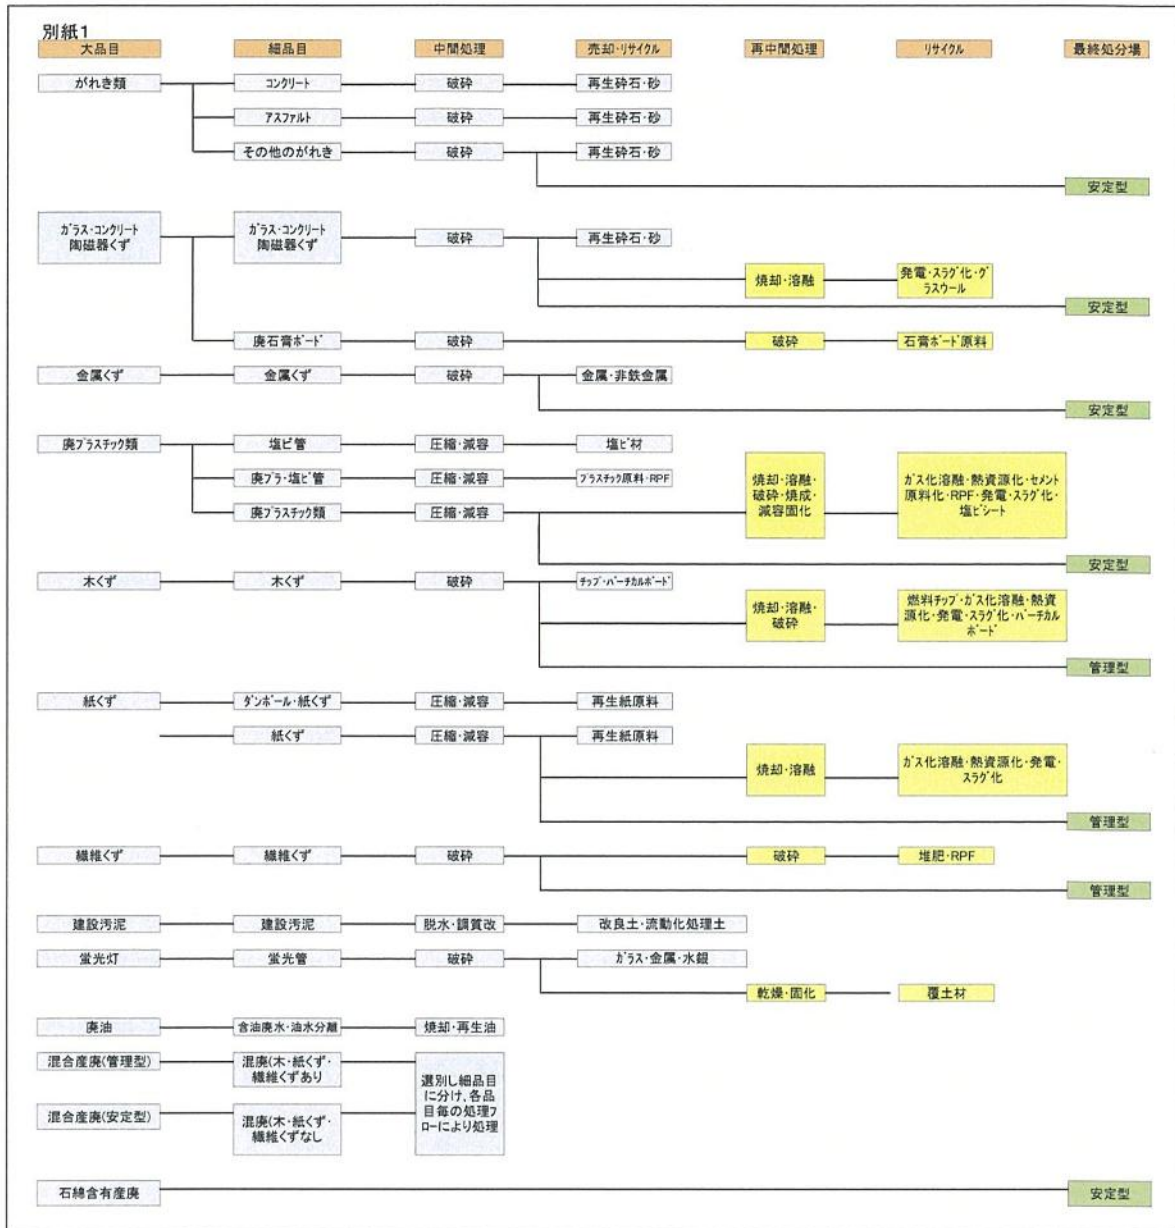 別紙1
大品目 細品目 中間処理 売却・リサイクル 再中間処理 リサイクル 最終処分場
がれき類 コンクリート 破砕 再生砕石・砂
アスファルト 破砕 再生砕石・砂
その他のがれき 破砕 再生砕石・砂
安定型
ガラス・コンクリート
陶磁器くず
ガラス・コンクリート
陶磁器くず
破砕 再生砕石・砂
焼却・溶融
発電・スラグ化・グ
ラスウール
安定型
廃石膏ボード 破砕 破砕 石膏ボード原料
金属くず 金属くず 破砕 金属・非鉄金属
安定型
廃プラスチック類 塩ビ管 圧縮・減容 塩ビ材
廃プラ・塩ビ管 圧縮・減容 プラスチック原料・RPF
廃プラスチック類 圧縮・減容
焼却・溶融・
破砕・焼成・
減容固化
ガス化溶融・熱資源化・セメント
原料化・RPF・発電・スラグ化・
塩ビシート
安定型
木くず 木くず 破砕 チップ・パーチカルボード
焼却・溶融・
破砕
燃料チップ・ガス化溶融・熱資
源化・発電・スラグ化・パーチカル
ボード
管理型
紙くず ダンボール・紙くず 圧縮・減容 再生紙原料
紙くず 圧縮・減容 再生紙原料
焼却・溶融
ガス化溶融・熱資源化・発電・
スラグ化
管理型
繊維くず 繊維くず 破砕 破砕 堆肥・RPF
管理型
建設汚泥 建設汚泥 脱水・調質改 改良土・流動化処理土
蛍光灯 蛍光管 破砕 ガラス・金属・水銀
乾燥・固化 覆土材
廃油 含油廃水・油水分離 焼却・再生油
混合産廃(管理型)
混廃(木・紙くず・
繊維くずあり
混合産廃(安定型)
混廃(木・紙くず・
繊維くずなし
選別し細品目
に分け、各品
目毎の処理フ
ローにより処理
石綿含有産廃 安定型